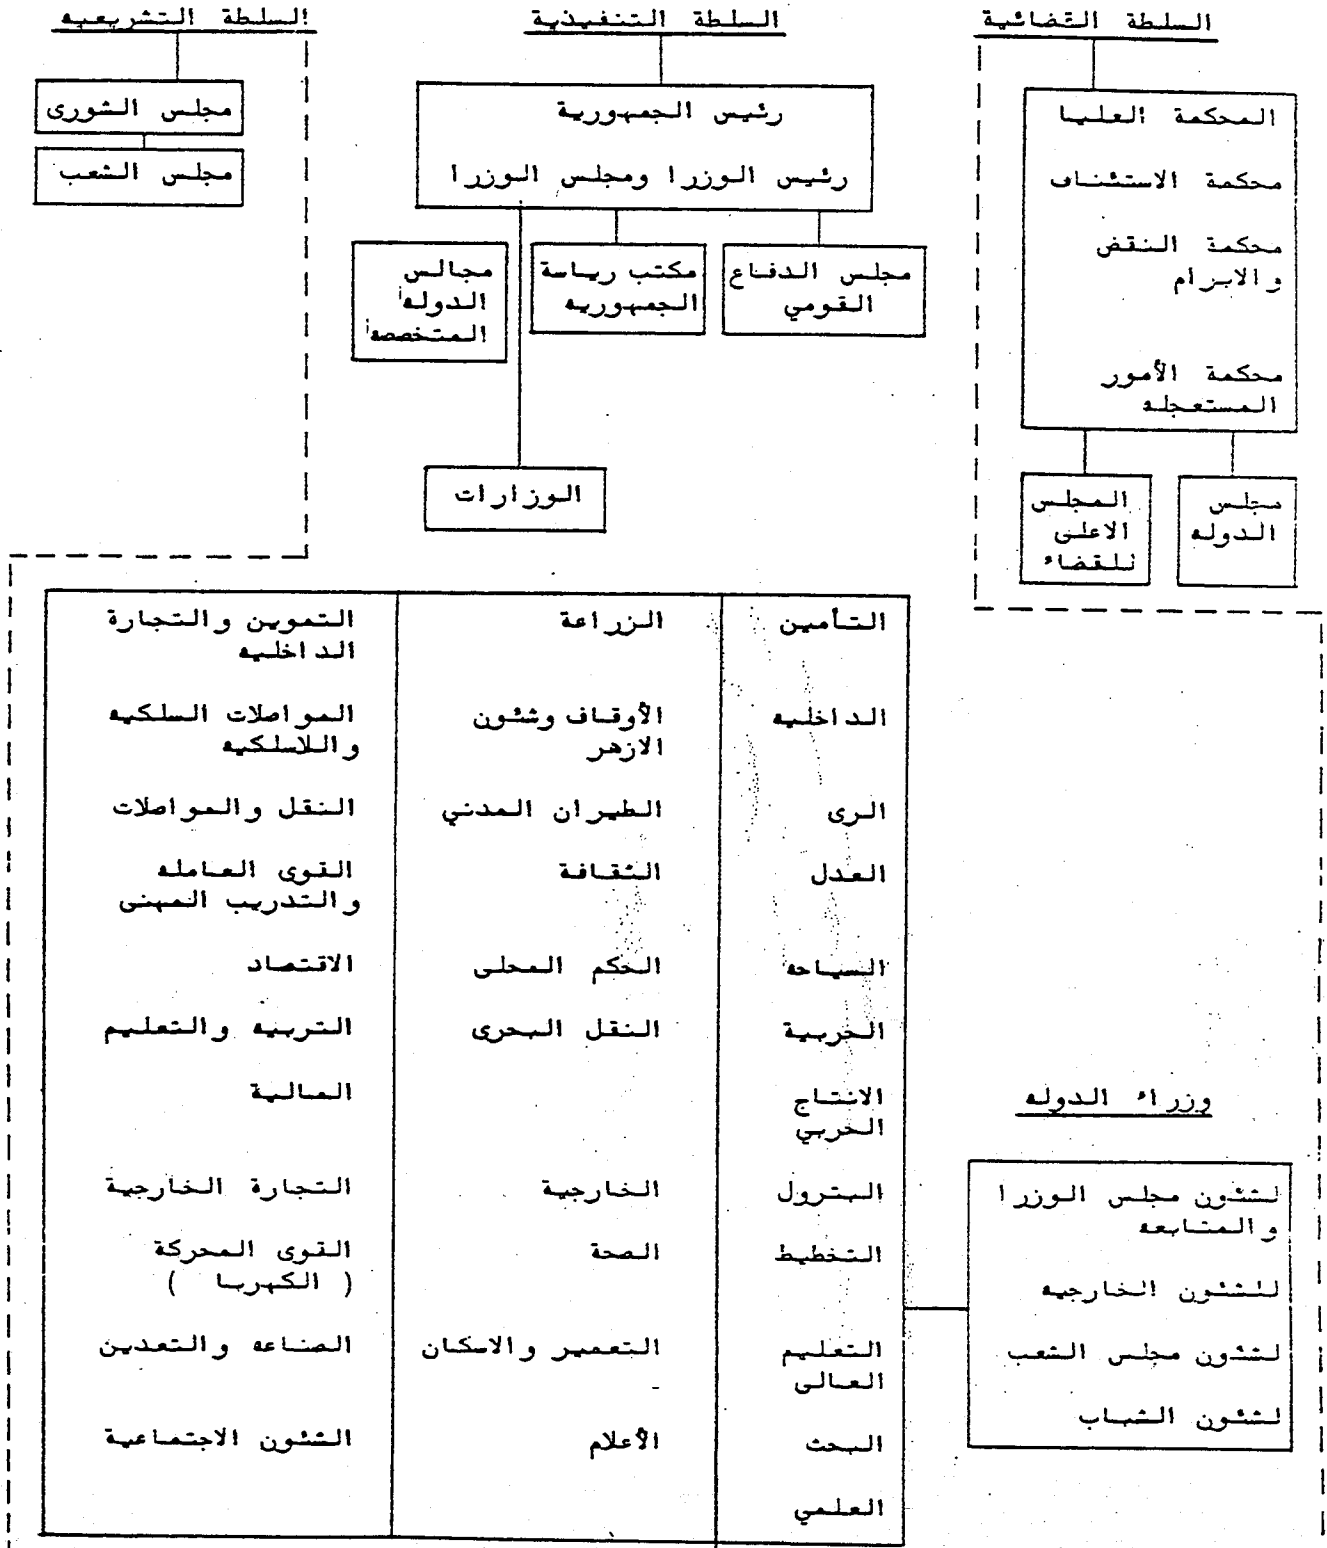 السلطة القضائية
المحكمة العليا
محكمة الاستئناف
محكمة النقض
والابرام
محكمة الأمور
المستعجله
مجلس
الدوله
المجلس
الاعلى
للقضاء
السلطة التنفيذية
رئيس الجمهورية
رئيس الوزرا ومجلس الوزرا
مجلس الدفاع
القومي
مكتب رياسة
الجمهوريه
مجالس
الدوله
المتخصصه
الوزارات
السلطة التشريعيه
مجلس الشورى
مجلس الشعب
التأمين
الداخليه
الرى
العدل
السياحه
الحربية
الانتاج
الحربي
البترول
التخطيط
التعليم
العالى
البحث
العلمي
الزراعة
الأوقاف وشئون
الازهر
الطيران المدني
الثقافة
الحكم المحلى
النقل البحرى
الخارجية
الصحة
التعمير والاسكان
الأعلام
التموين والتجارة
الداخليه
المواصلات السلكيه
واللاسلكيه
النقل والمواصلات
القوى العامله
والتدريب المهنى
الاقتصاد
التربيه والتعليم
المالية
التجارة الخارجية
القوى المحركة
( الكهربا )
الصناعه والتعدين
الشئون الاجتماعية
وزراء الدوله
لشئون مجلس الوزرا
والمتابعه
للشئون الخارجيه
لشئون مجلس الشعب
لشئون الشباب